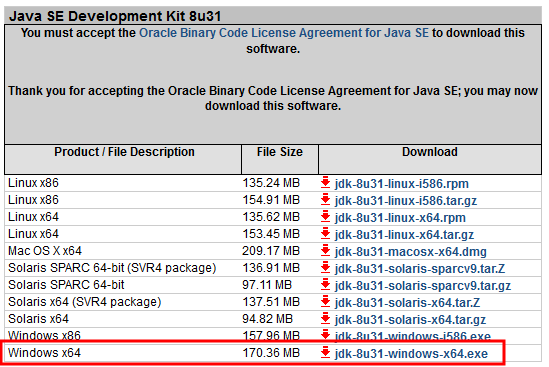 Java SE Development Kit 8u31
You must accept the Oracle Binary Code License Agreement for Java SE to download this
software.
Thank you for accepting the Oracle Binary Code License Agreement for Java SE; you may now
download this software.
Product / File Description File Size Download
Linux x86 135.24 MB jdk-8u31-linux-i586.rpm
Linux x86 154.91 MB jdk-8u31-linux-i586.tar.gz
Linux x64 135.62 MB jdk-8u31-linux-x64.rpm
Linux x64 153.45 MB jdk-8u31-linux-x64.tar.gz
Mac OS X x64 209.17 MB jdk-8u31-macosx-x64.dmg
Solaris SPARC 64-bit (SVR4 package) 136.91 MB jdk-8u31-solaris-sparcv9.tar.Z
Solaris SPARC 64-bit 97.11 MB jdk-8u31-solaris-sparcv9.tar.gz
Solaris x64 (SVR4 package) 137.51 MB jdk-8u31-solaris-x64.tar.Z
Solaris x64 94.82 MB jdk-8u31-solaris-x64.tar.gz
Windows x86 157.96 MB jdk-8u31-windows-i586.exe
Windows x64 170.36 MB jdk-8u31-windows-x64.exe